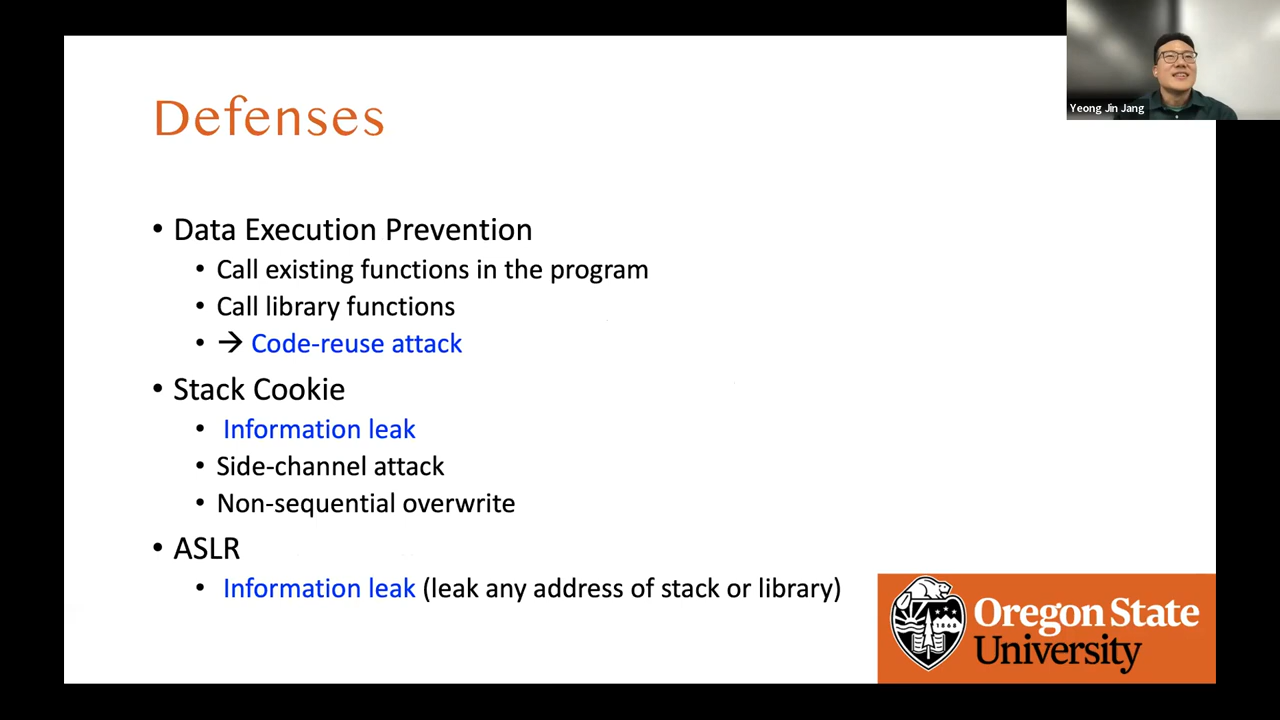 Defenses
Yeong Jin Jang
• Data Execution Prevention
• Call existing functions in the program
• Call library functions
• → Code-reuse attack
• Stack Cookie
• Information leak
• Side-channel attack
• Non-sequential overwrite
• ASLR
• Information leak (leak any address of stack or library)
Oregon State
University